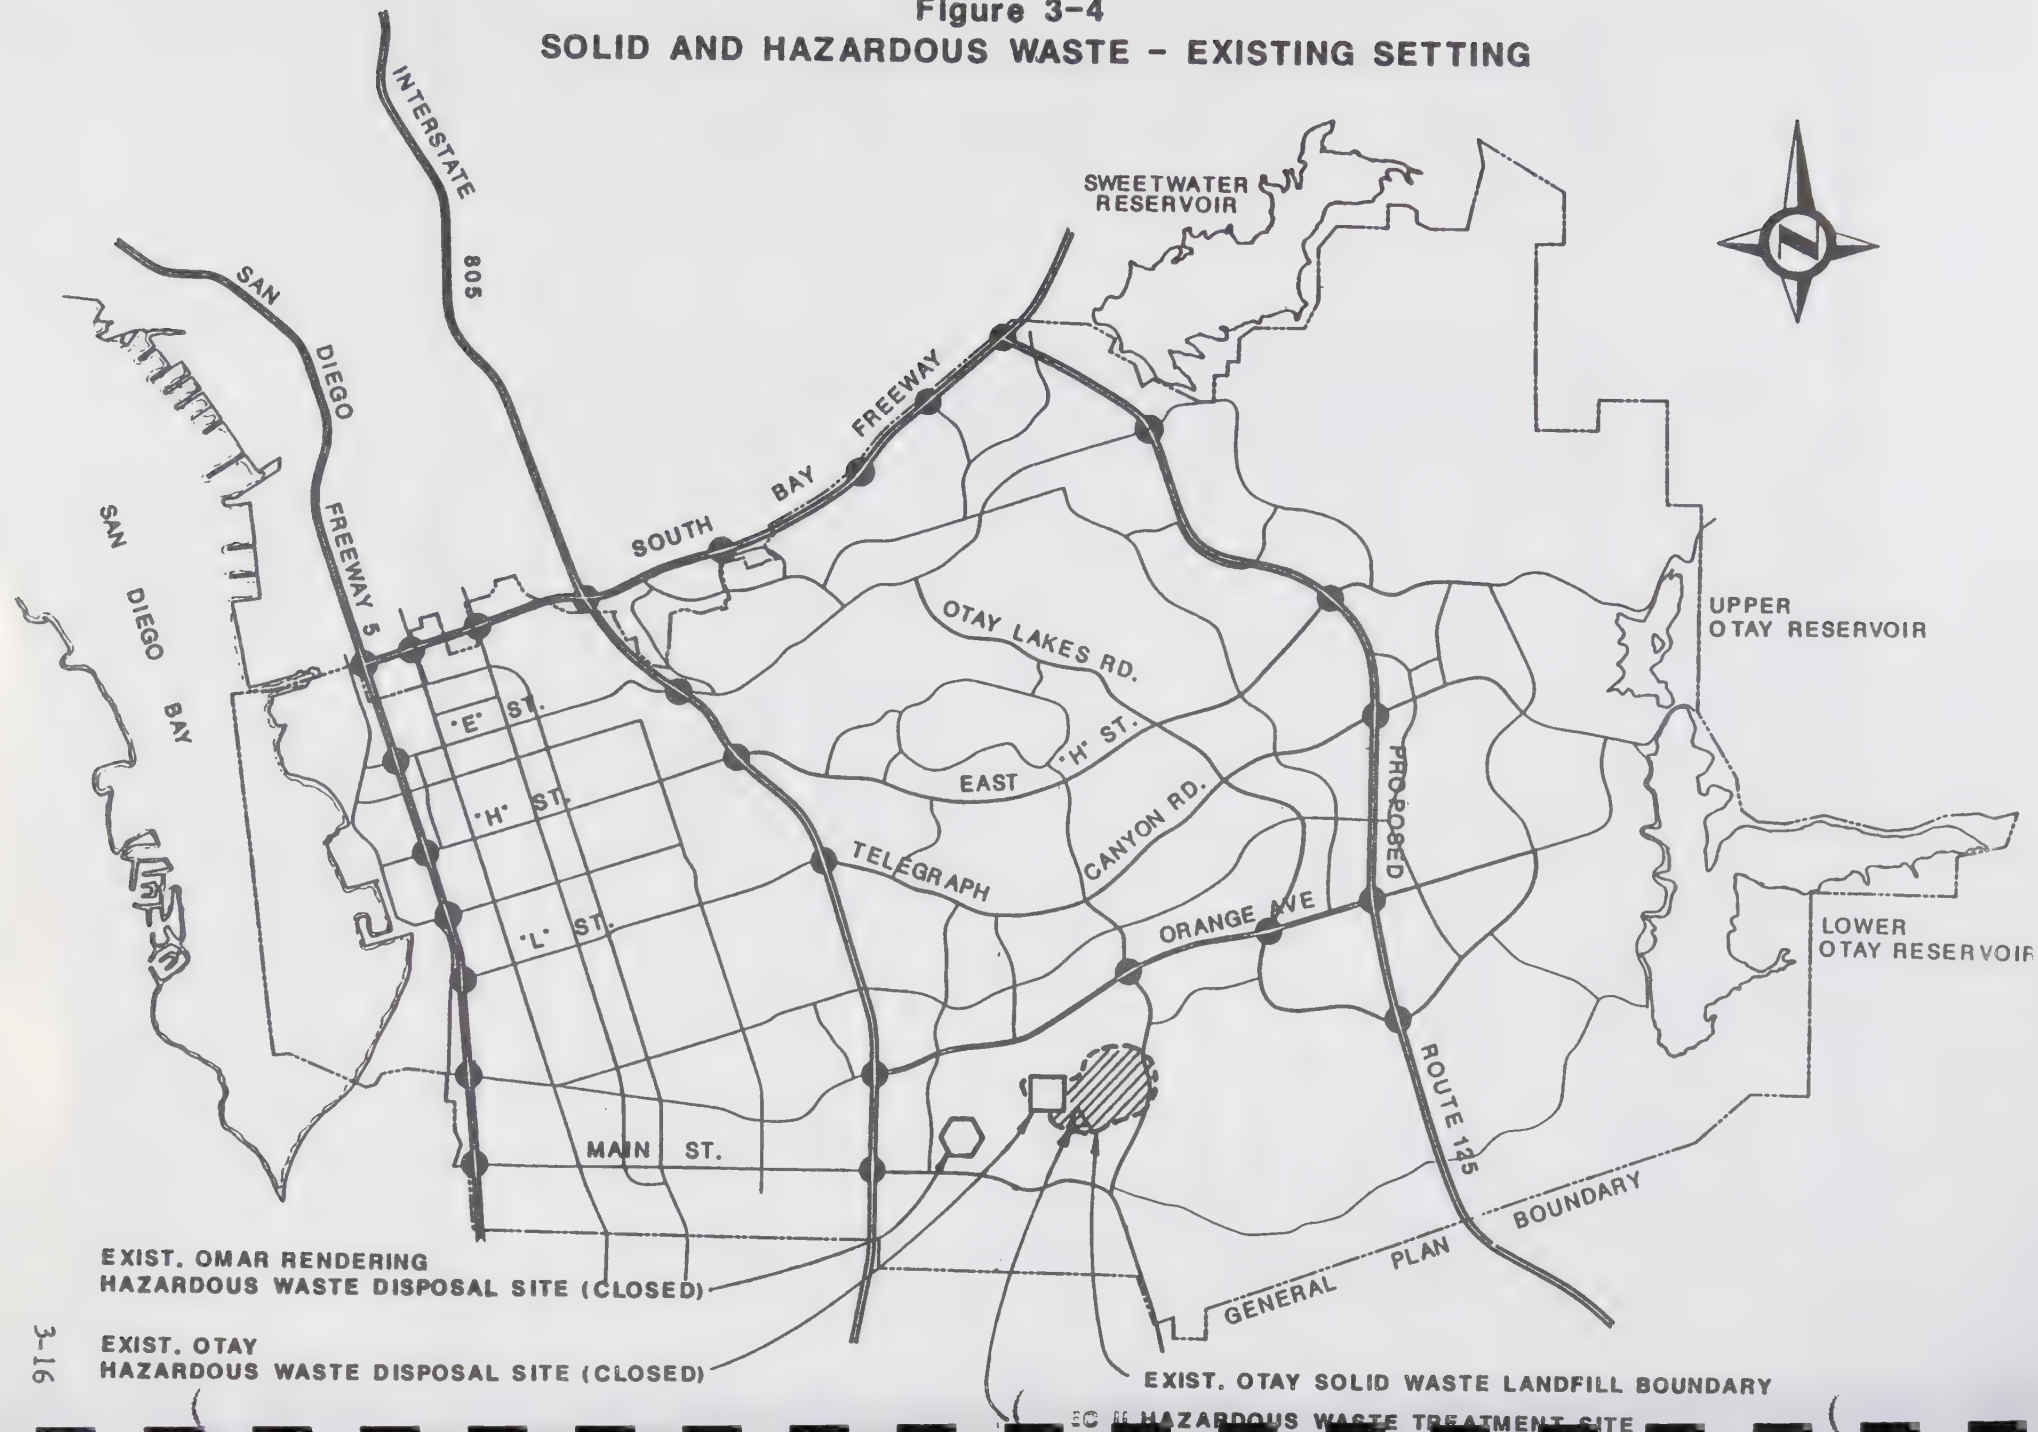 Figure 3-4
SOLID AND HAZARDOUS WASTE - EXISTING SETTING
INTERSTATE 805
SWEETWATER
RESERVOIR
N
SAN DIEGO FREEWAY 5
SAN DIEGO BAY
SOUTH BAY FREEWAY
OTAY LAKES RD.
UPPER
OTAY RESERVOIR
"E" ST.
"H" ST.
EAST "H" ST.
"L" ST.
TELEGRAPH CANYON RD.
ORANGE AVE
PROPOSED ROUTE 125
LOWER
OTAY RESERVOIR
MAIN ST.
GENERAL PLAN BOUNDARY
EXIST. OMAR RENDERING
HAZARDOUS WASTE DISPOSAL SITE (CLOSED)
EXIST. OTAY
HAZARDOUS WASTE DISPOSAL SITE (CLOSED)
EXIST. OTAY SOLID WASTE LANDFILL BOUNDARY
HAZARDOUS WASTE TREATMENT SITE
3-16